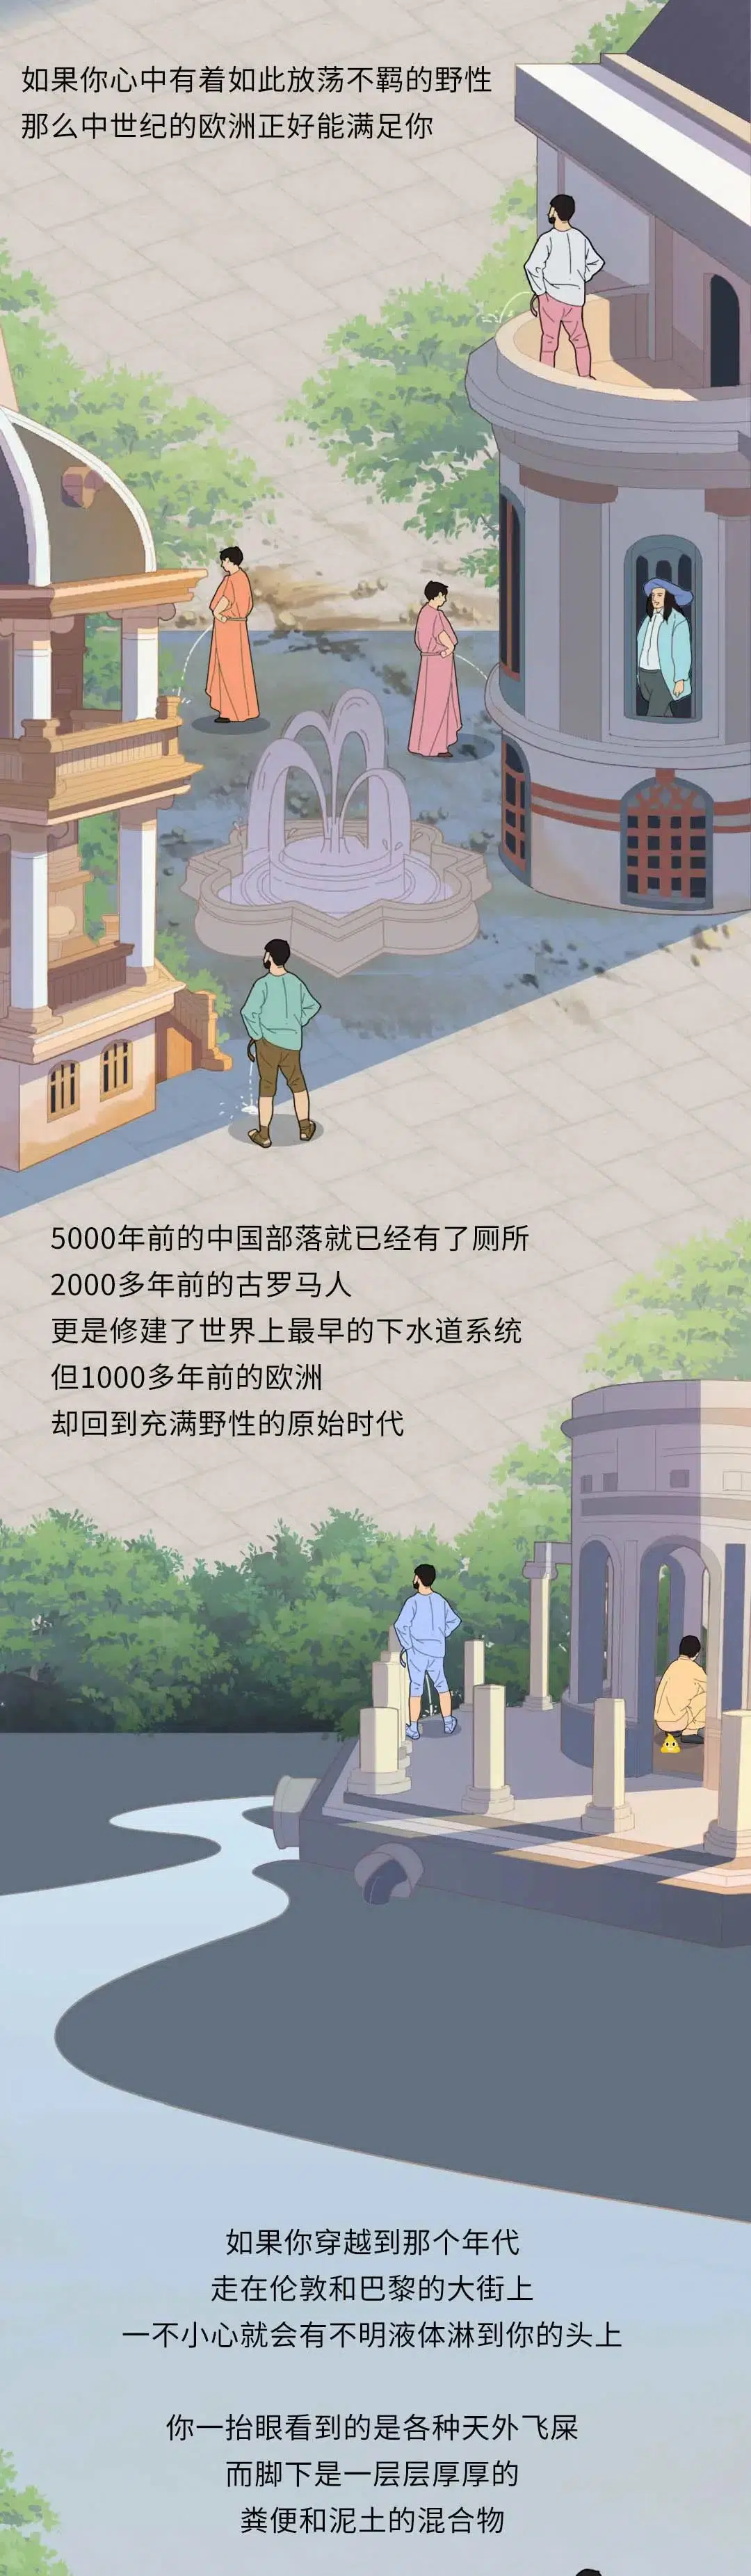 如果你心中有着如此放荡不羁的野性
那么中世纪的欧洲正好能满足你
5000年前的中国部落就已经有了厕所
2000多年前的古罗马人
更是修建了世界上最早的下水道系统
但1000多年前的欧洲
却回到充满野性的原始时代
如果你穿越到那个年代
走在伦敦和巴黎的大街上
一不小心就会有不明液体淋到你的头上
你一抬眼看到的是各种天外飞屎
而脚下是一层层厚厚的
粪便和泥土的混合物